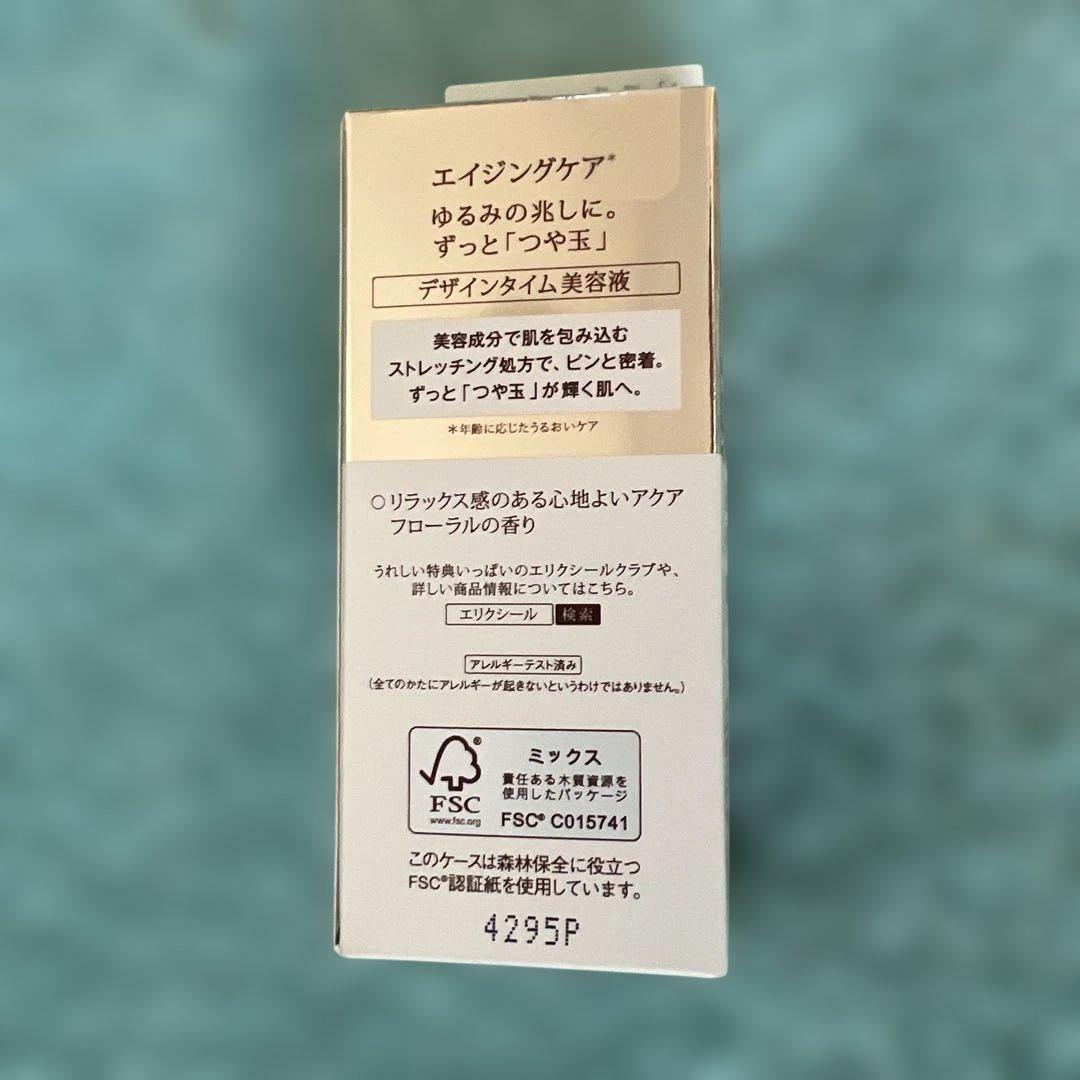 エイジングケア*
ゆるみの兆しに。
ずっと「つや玉」
デザインタイム美容液
美容成分で肌を包み込む
ストレッチング処方で、ピンと密着。
ずっと「つや玉」が輝く肌へ。
*年齢に応じたうるおいケア
○リラックス感のある心地よいアクア
フローラルの香り
うれしい特典いっぱいのエリクシールクラブや、
詳しい商品情報についてはこちら。
エリクシール 検索
アレルギーテスト済み
(全てのかたにアレルギーが起きないというわけではありません。)
® ミックス
責任ある木質資源を
使用したパッケージ
FSC
www.fsc.org FSC® C015741
このケースは森林保全に役立つ
FSC®認証紙を使用しています。
4295P